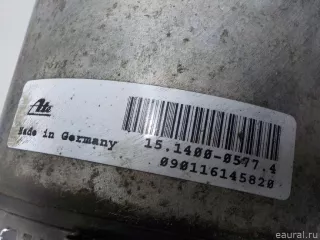 Ate
Made in Germany
15.1400-0577.4
090116145820
eaural.ru